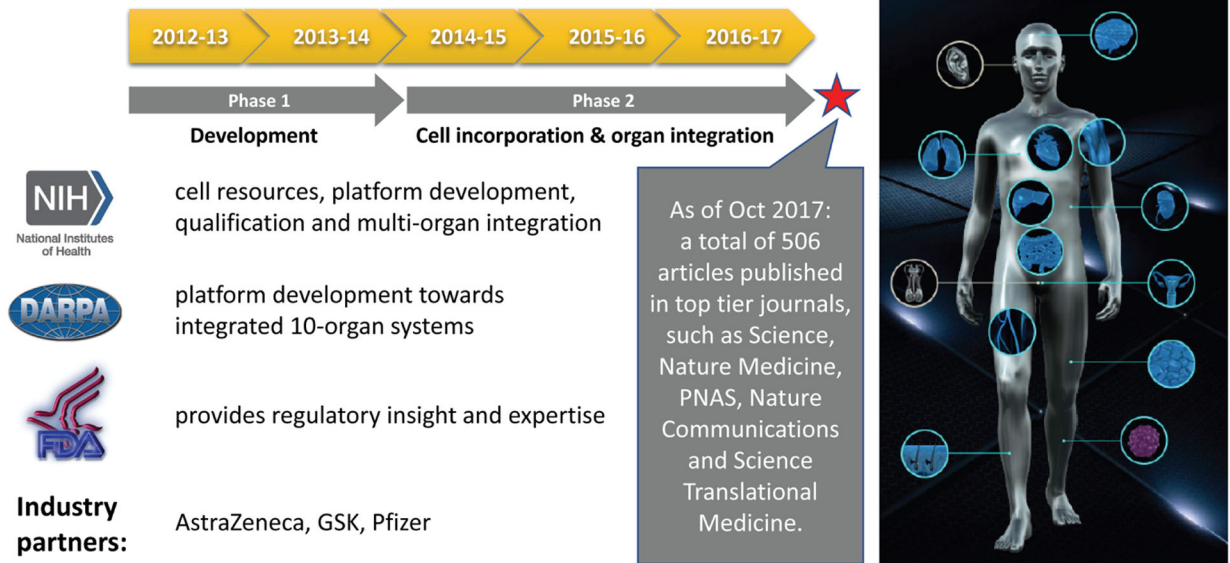 2012-13
2013-14
2014-15
2015-16
2016-17
Phase 1
Phase 2
Development
Cell incorporation & organ integration
NIH
National Institutes
of Health
cell resources, platform development,
qualification and multi-organ integration
DARPA
platform development towards
integrated 10-organ systems
FDA
provides regulatory insight and expertise
Industry
partners:
AstraZeneca, GSK, Pfizer
As of Oct 2017:
a total of 506
articles published
in top tier journals,
such as Science,
Nature Medicine,
PNAS, Nature
Communications
and Science
Translational
Medicine.